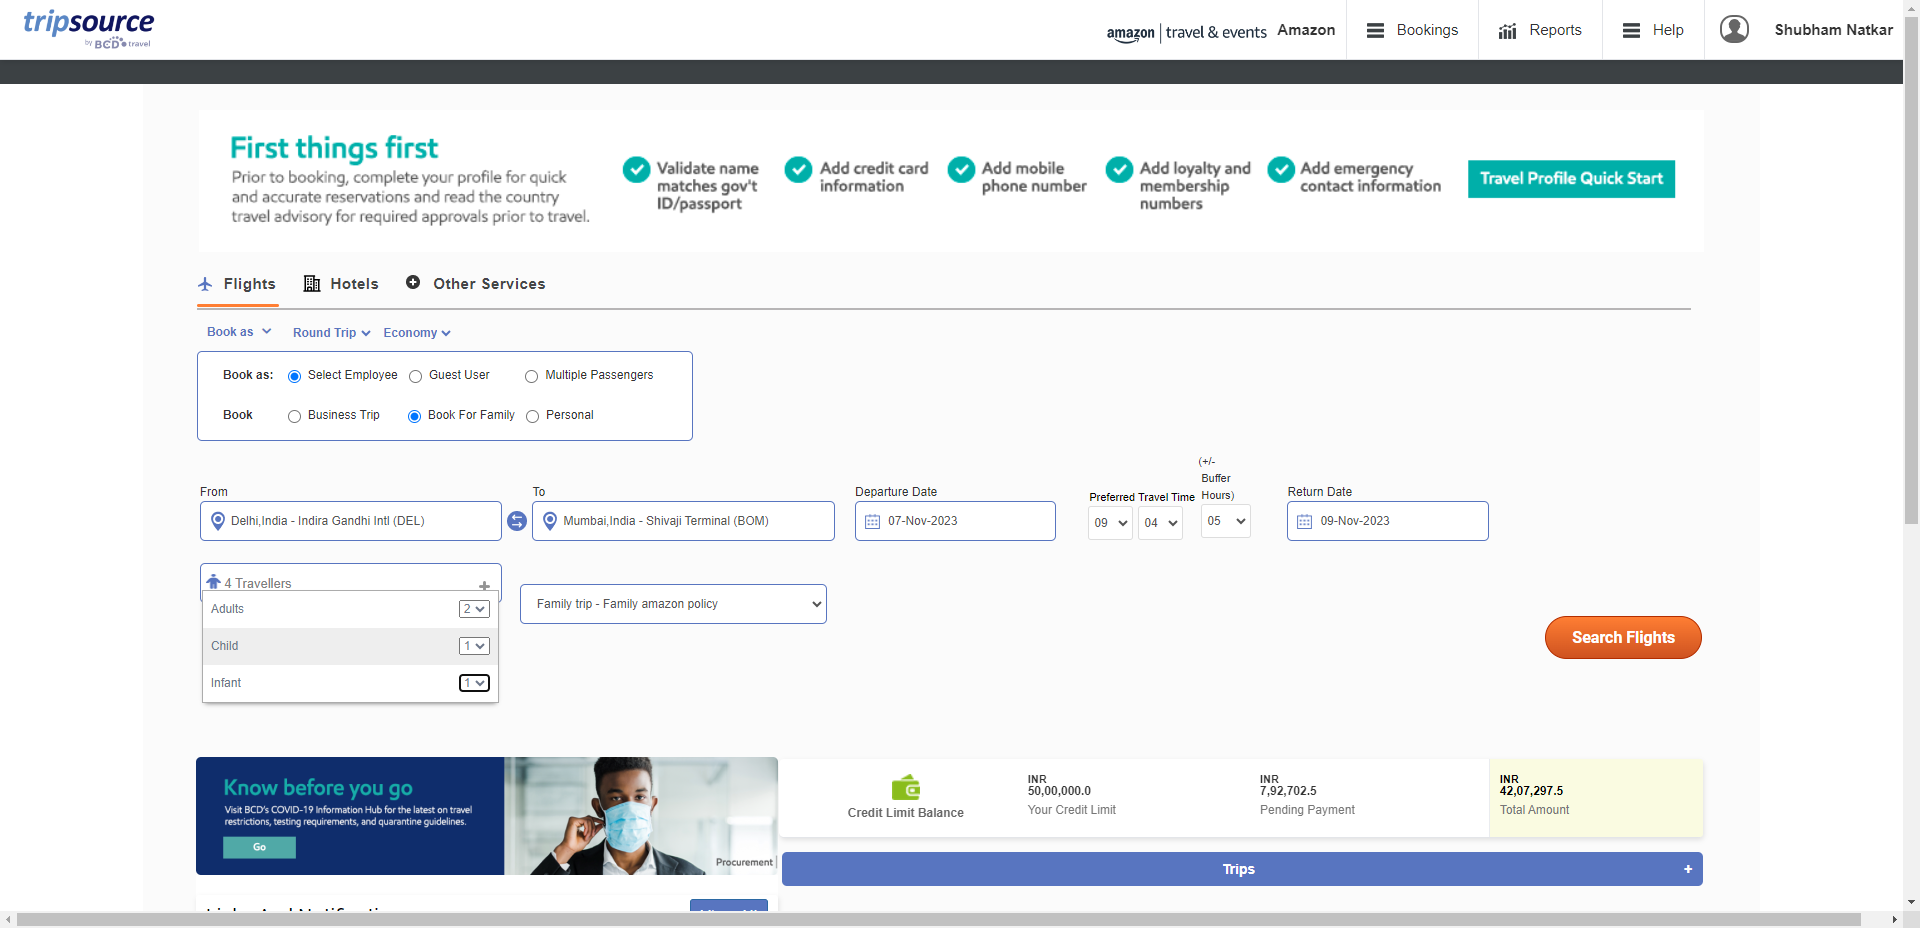 tripsource
by BCD travel
amazon | travel & events
Amazon
Bookings
Reports
Help
Shubham Natkar
First things first
Prior to booking, complete your profile for quick
and accurate reservations and read the country
travel advisory for required approvals prior to travel.
Validate name
matches gov't
ID/passport
Add credit card
information
Add mobile
phone number
Add loyalty and
membership
numbers
Add emergency
contact information
Travel Profile Quick Start
Flights
Hotels
Other Services
Book as
Round Trip
Economy
Book as:
Select Employee
Guest User
Multiple Passengers
Book
Business Trip
Book For Family
Personal
From
Delhi,India - Indira Gandhi Intl (DEL)
To
Mumbai,India - Shivaji Terminal (BOM)
Departure Date
07-Nov-2023
Preferred Travel Time
09
04
(+/-
Buffer
Hours)
05
Return Date
09-Nov-2023
4 Travellers
Adults
2
Child
1
Infant
1
Family trip - Family amazon policy
Search Flights
Know before you go
Visit BCD's COVID-19 Information Hub for the latest on travel
restrictions, testing requirements, and quarantine guidelines.
Go
Procurement
Credit Limit Balance
INR
50,00,000.0
Your Credit Limit
INR
7,92,702.5
Pending Payment
INR
42,07,297.5
Total Amount
Trips
+